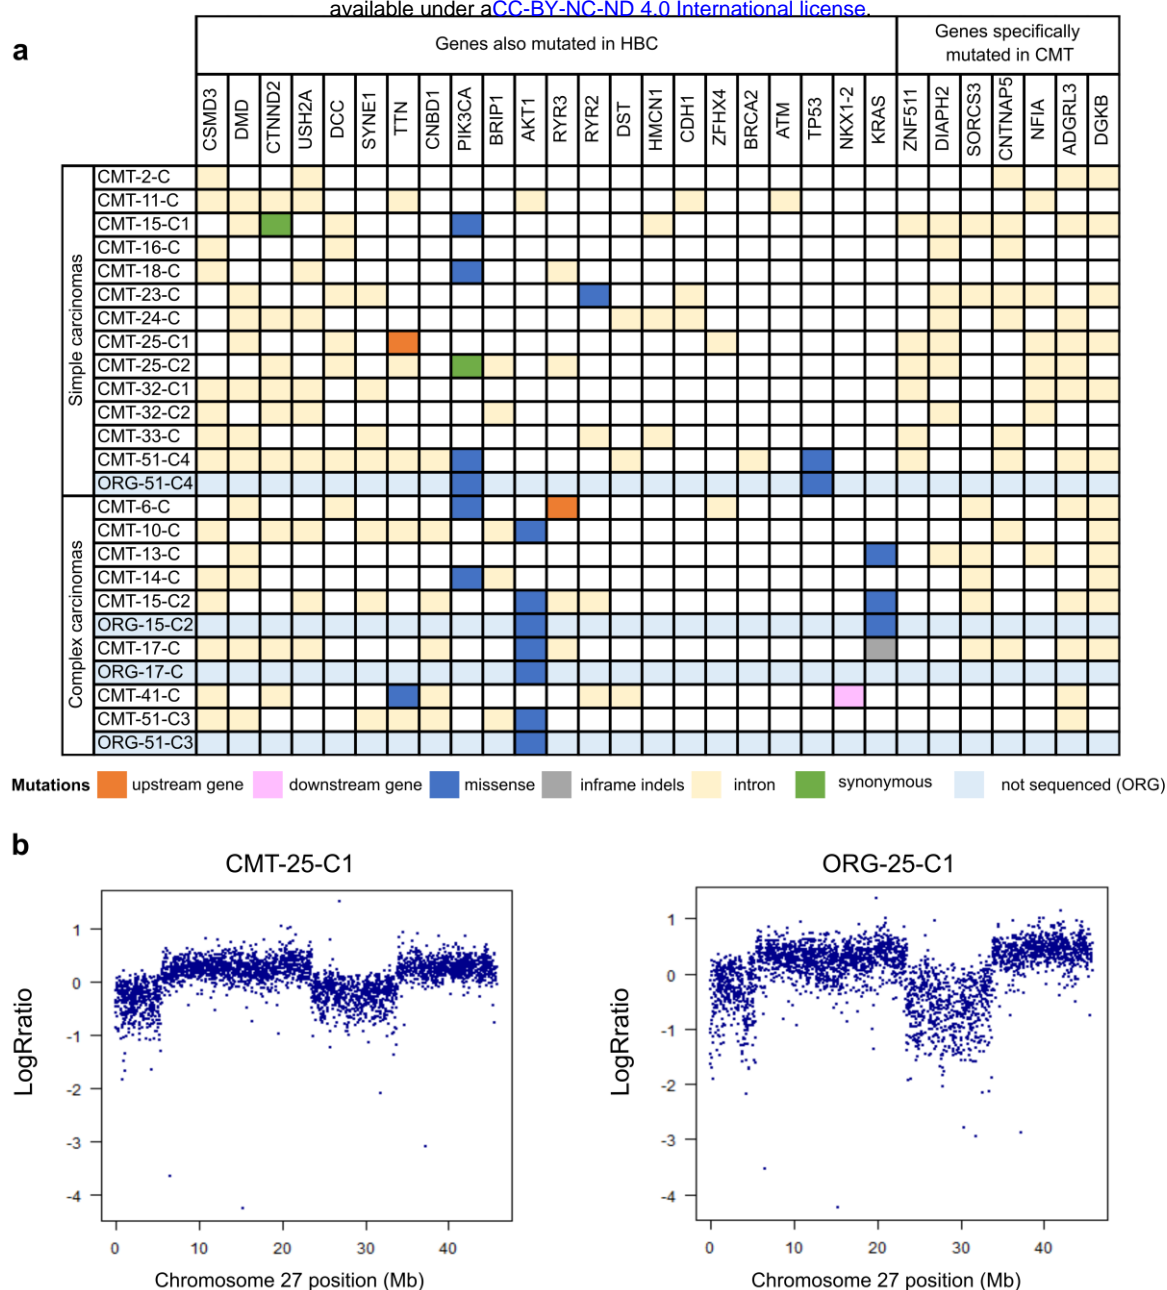 available under aCC-BY-NC-ND 4.0 International license.
a
Genes also mutated in HBC
Genes specifically
mutated in CMT
CSMD3
DMD
CTNND2
USH2A
DCC
SYNE1
TTN
CNBD1
PIK3CA
BRIP1
AKT1
RYR3
RYR2
DST
HMCN1
CDH1
ZFHX4
BRCA2
ATM
TP53
NKX1-2
KRAS
ZNF511
DIAPH2
SORCS3
CNTNAP5
NFIA
ADGRL3
DGKB
Simple carcinomas
CMT-2-C
CMT-11-C
CMT-15-C1
CMT-16-C
CMT-18-C
CMT-23-C
CMT-24-C
CMT-25-C1
CMT-25-C2
CMT-32-C1
CMT-32-C2
CMT-33-C
CMT-51-C4
ORG-51-C4
Complex carcinomas
CMT-6-C
CMT-10-C
CMT-13-C
CMT-14-C
CMT-15-C2
ORG-15-C2
CMT-17-C
ORG-17-C
CMT-41-C
CMT-51-C3
ORG-51-C3
Mutations upstream gene downstream gene missense inframe indels intron synonymous not sequenced (ORG)
b
CMT-25-C1
LogRratio
1
0
-1
-2
-3
-4
0 10 20 30 40
Chromosome 27 position (Mb)
ORG-25-C1
LogRratio
1
0
-1
-2
-3
-4
0 10 20 30 40
Chromosome 27 position (Mb)